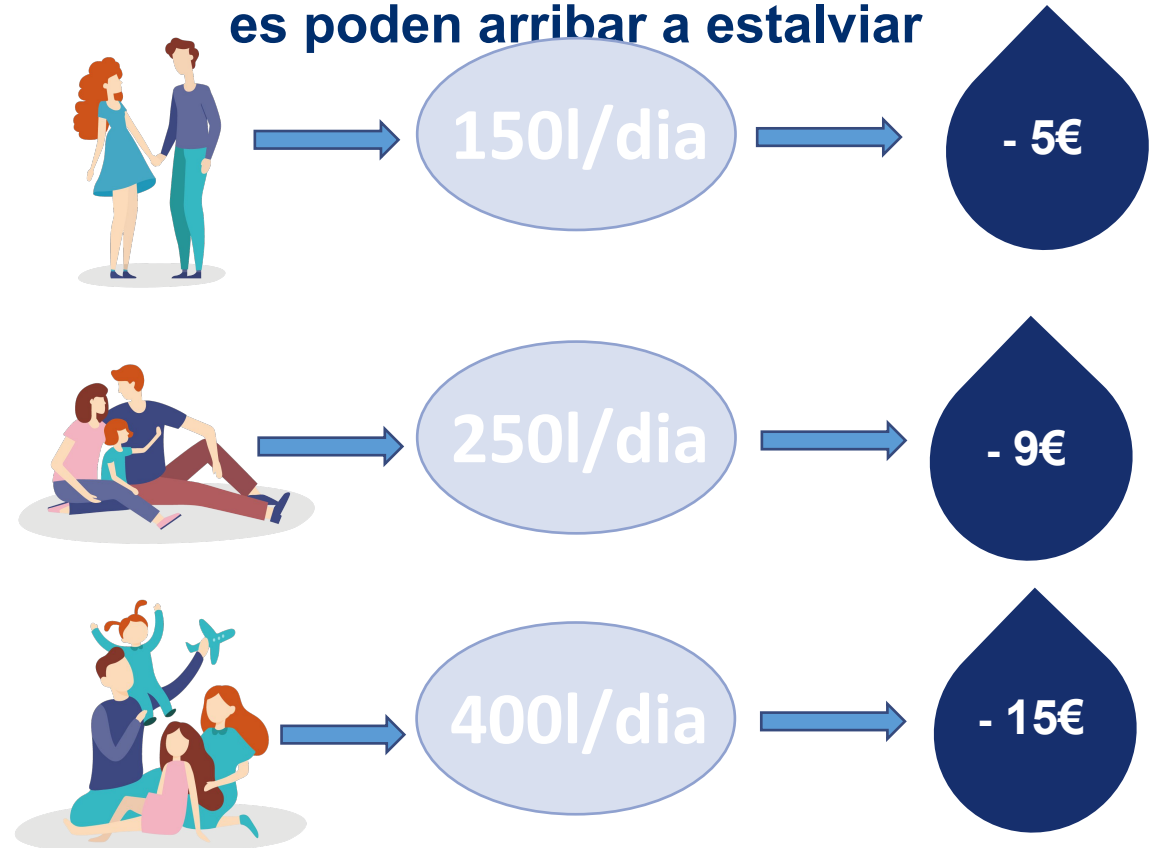 es poden arribar a estalviar
150l/dia
- 5€
250l/dia
- 9€
400l/dia
- 15€